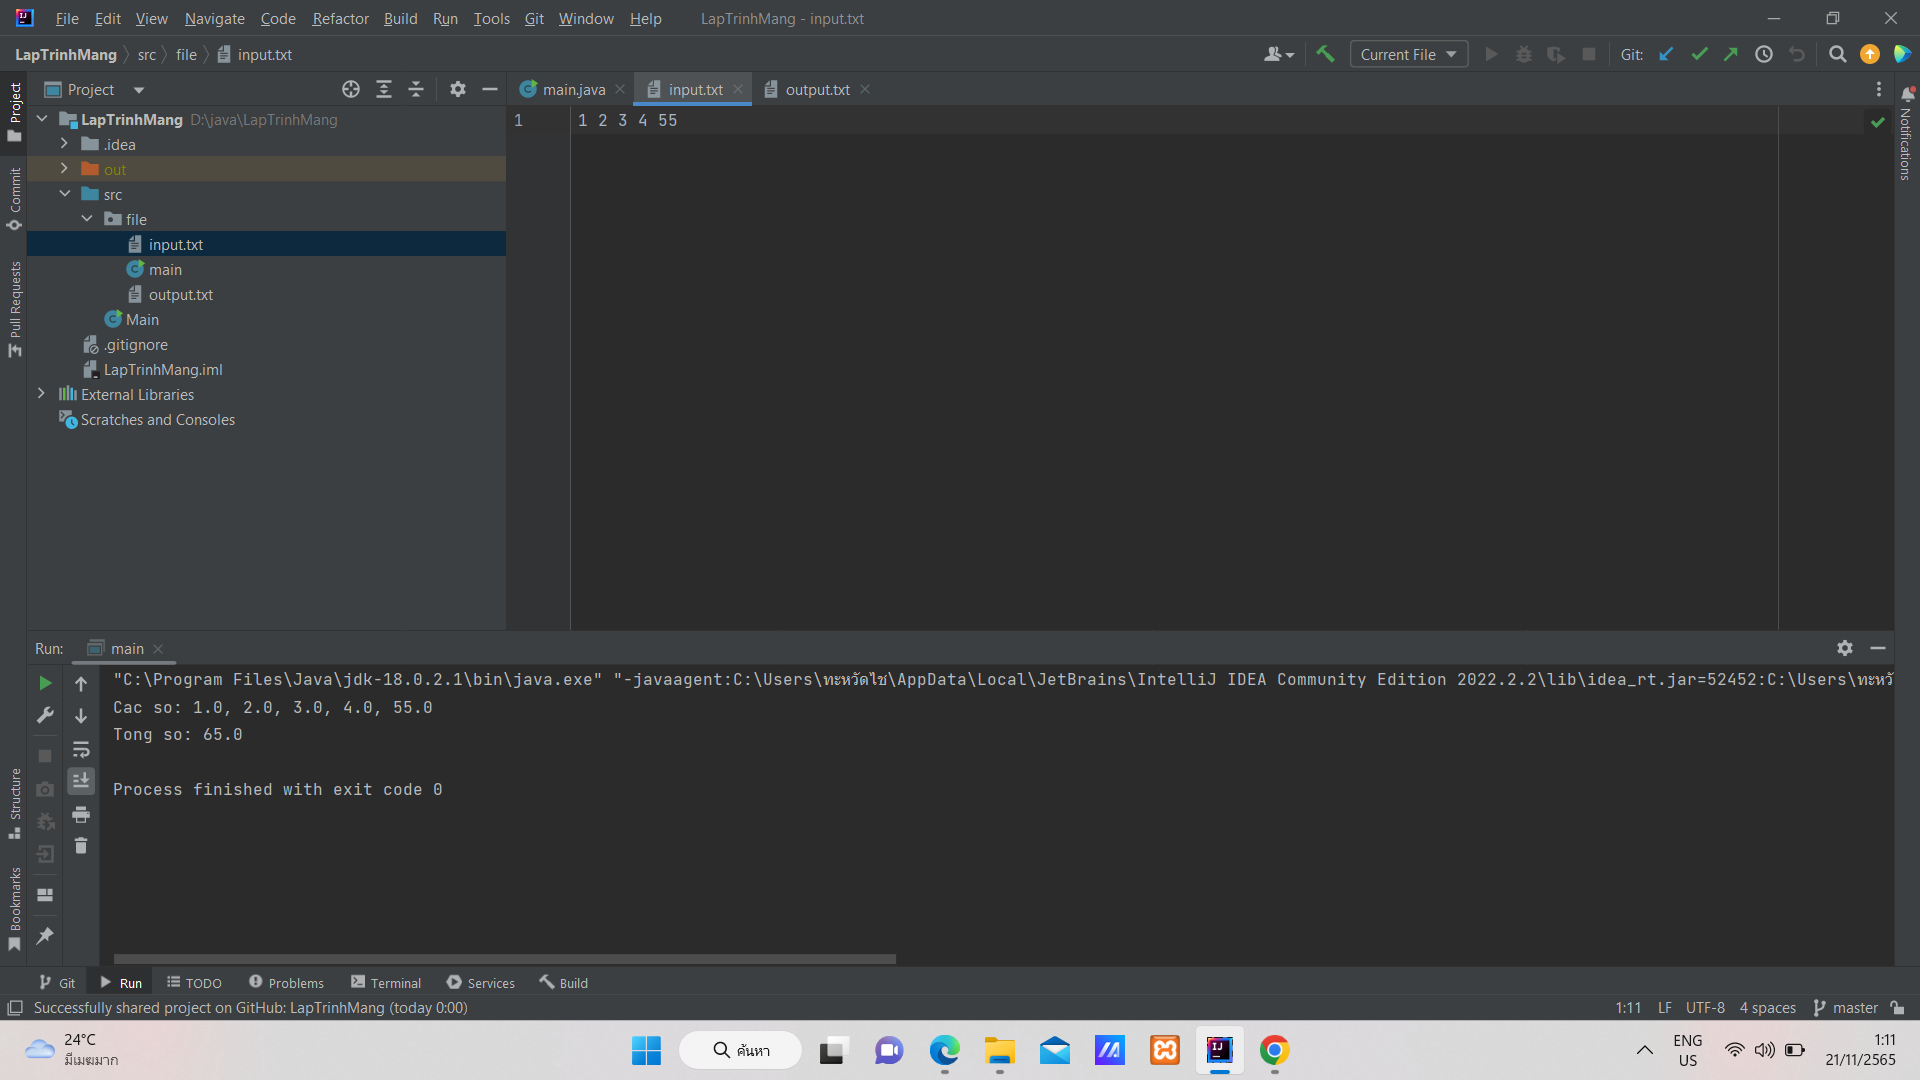 File Edit View Navigate Code Refactor Build Run Tools Git Window Help LapTrinhMang - input.txt
LapTrinhMang src file input.txt Current File Git:
Project main.java input.txt output.txt
LapTrinhMang D:\java\LapTrinhMang
.idea
out
src
file
input.txt
main
output.txt
Main
.gitignore
LapTrinhMang.iml
External Libraries
Scratches and Consoles
1 1 2 3 4 55
Project
Commit
Pull Requests
Structure
Bookmarks
Notifications
Run: main
"C:\Program Files\Java\jdk-18.0.2.1\bin\java.exe" "-javaagent:C:\Users\ทะหวัดไช\AppData\Local\JetBrains\IntelliJ IDEA Community Edition 2022.2.2\lib\idea_rt.jar=52452:C:\Users\ทะหวั
Cac so: 1.0, 2.0, 3.0, 4.0, 55.0
Tong so: 65.0
Process finished with exit code 0
Git Run TODO Problems Terminal Services Build
Successfully shared project on GitHub: LapTrinhMang (today 0:00) 1:11 LF UTF-8 4 spaces master
24°C
มีเมฆมาก
ค้นหา
ENG
US
1:11
21/11/2565